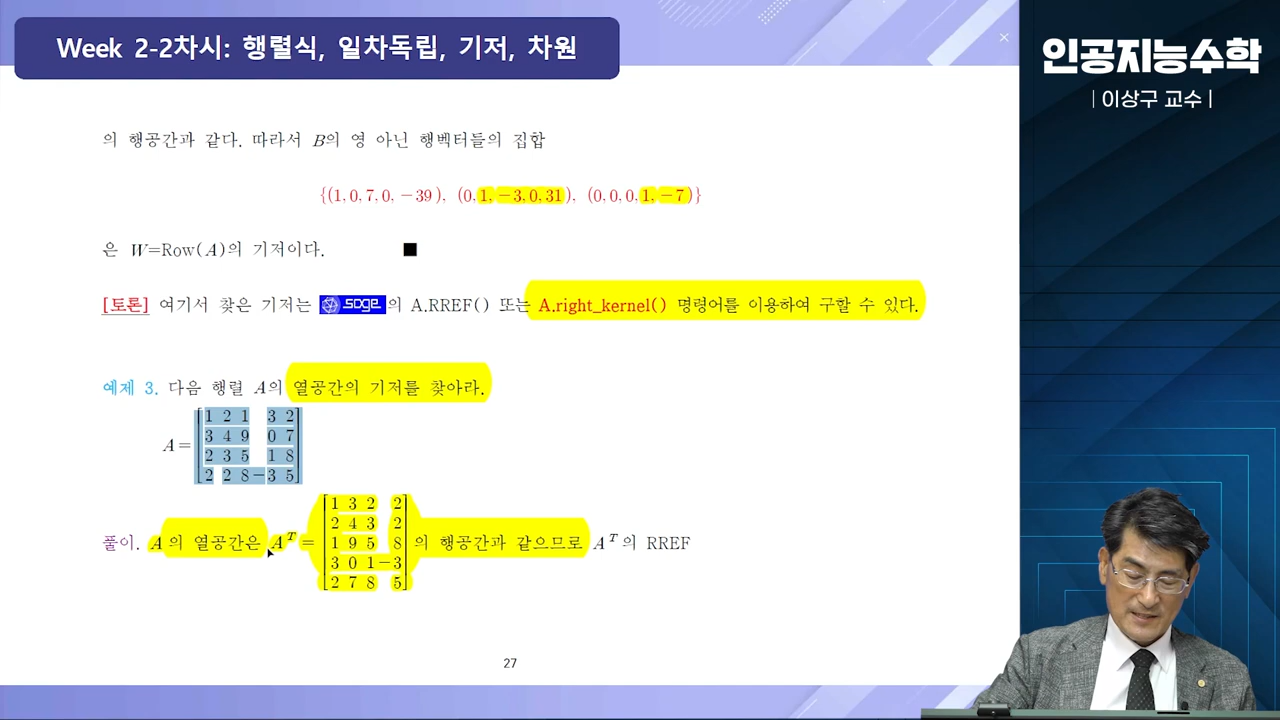 Week 2-2차시: 행렬식, 일차독립, 기저, 차원
인공지능수학
| 이상구 교수 |
의 행공간과 같다. 따라서 B의 영 아닌 행벡터들의 집합
{(1, 0, 7, 0, −39), (0, 1, −3, 0, 31), (0, 0, 0, 1, −7)}
은 W=Row(A)의 기저이다. ■
[토론] 여기서 찾은 기저는 sage의 A.RREF() 또는 A.right_kernel() 명령어를 이용하여 구할 수 있다.
예제 3. 다음 행렬 A의 열공간의 기저를 찾아라.
1 2 1 3 2
3 4 9 0 7
A = 
2 3 5 1 8
2 2 8 −3 5
1 3 2 2
2 4 3 2
풀이. A의 열공간은 A^T = 1 9 5 8 의 행공간과 같으므로 A^T의 RREF
3 0 1 −3
2 7 8 5
27